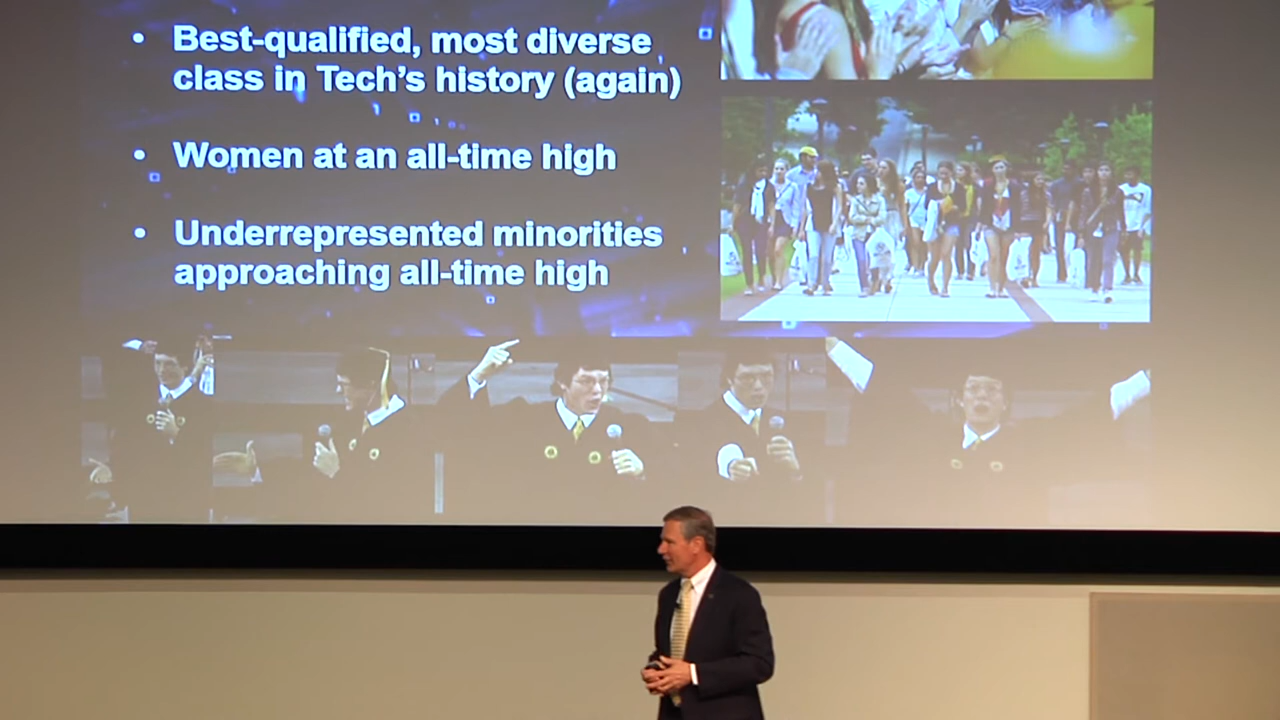 • Best-qualified, most diverse
class in Tech's history (again)
• Women at an all-time high
• Underrepresented minorities
approaching all-time high